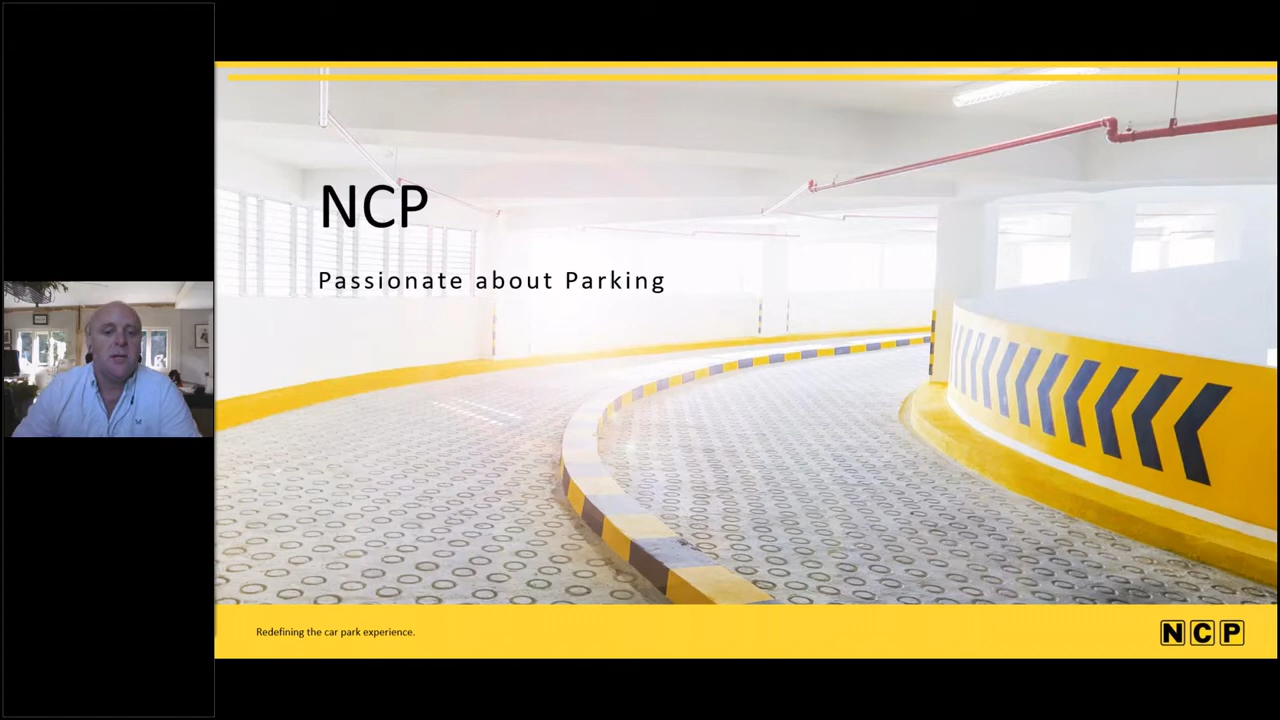 NCP
Passionate about Parking
Redefining the car park experience.
NCP